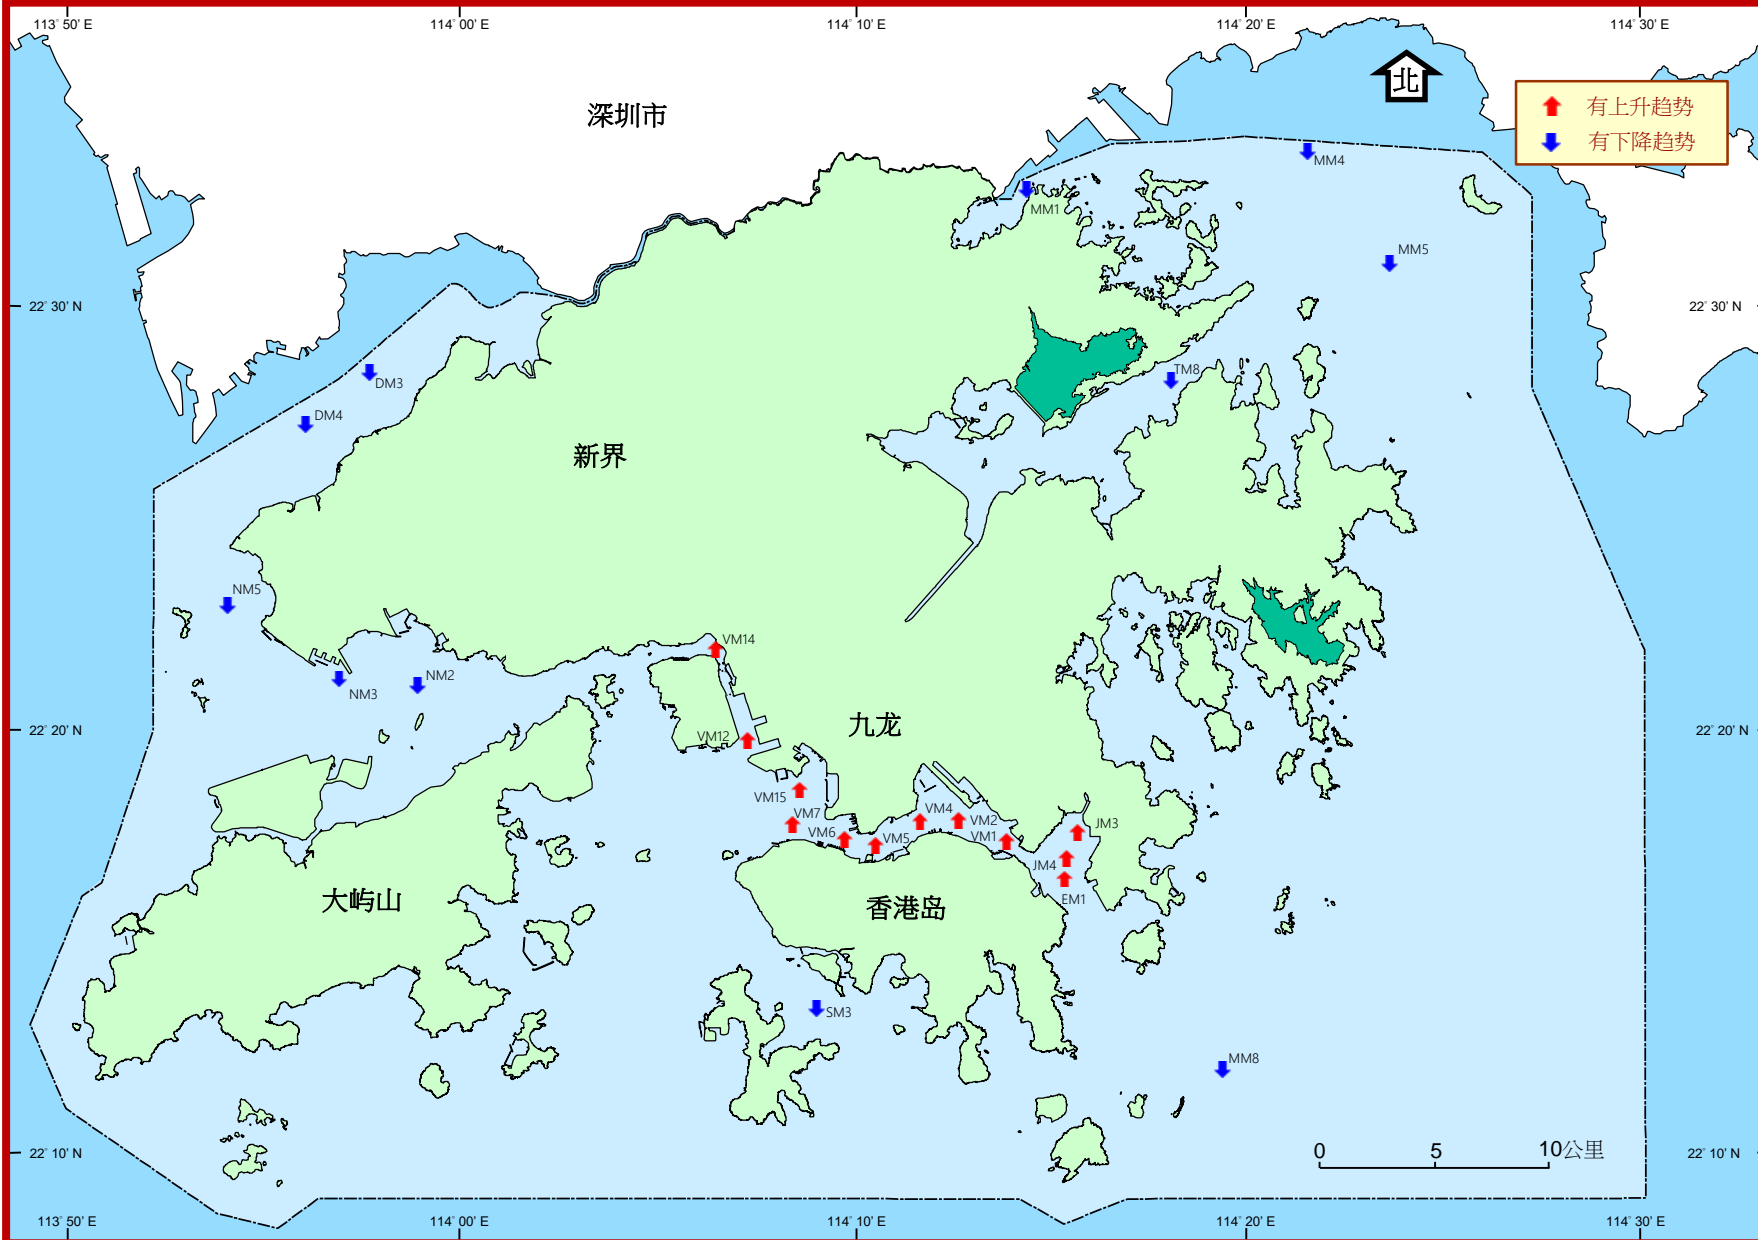 113° 50' E
114° 00' E
114° 10' E
114° 20' E
114° 30' E
北
有上升趋势
有下降趋势
深圳市
MM4
MM1
MM5
22° 30' N
22° 30' N
DM3
TM8
DM4
新界
NM5
VM14
NM2
NM3
22° 20' N
九龙
VM12
22° 20' N
VM15
VM7
VM4
VM2
JM3
VM6
VM5
VM1
JM4
EM1
大屿山
香港岛
SM3
MM8
22° 10' N
0
5
10公里
22° 10' N
113° 50' E
114° 00' E
114° 10' E
114° 20' E
114° 30' E